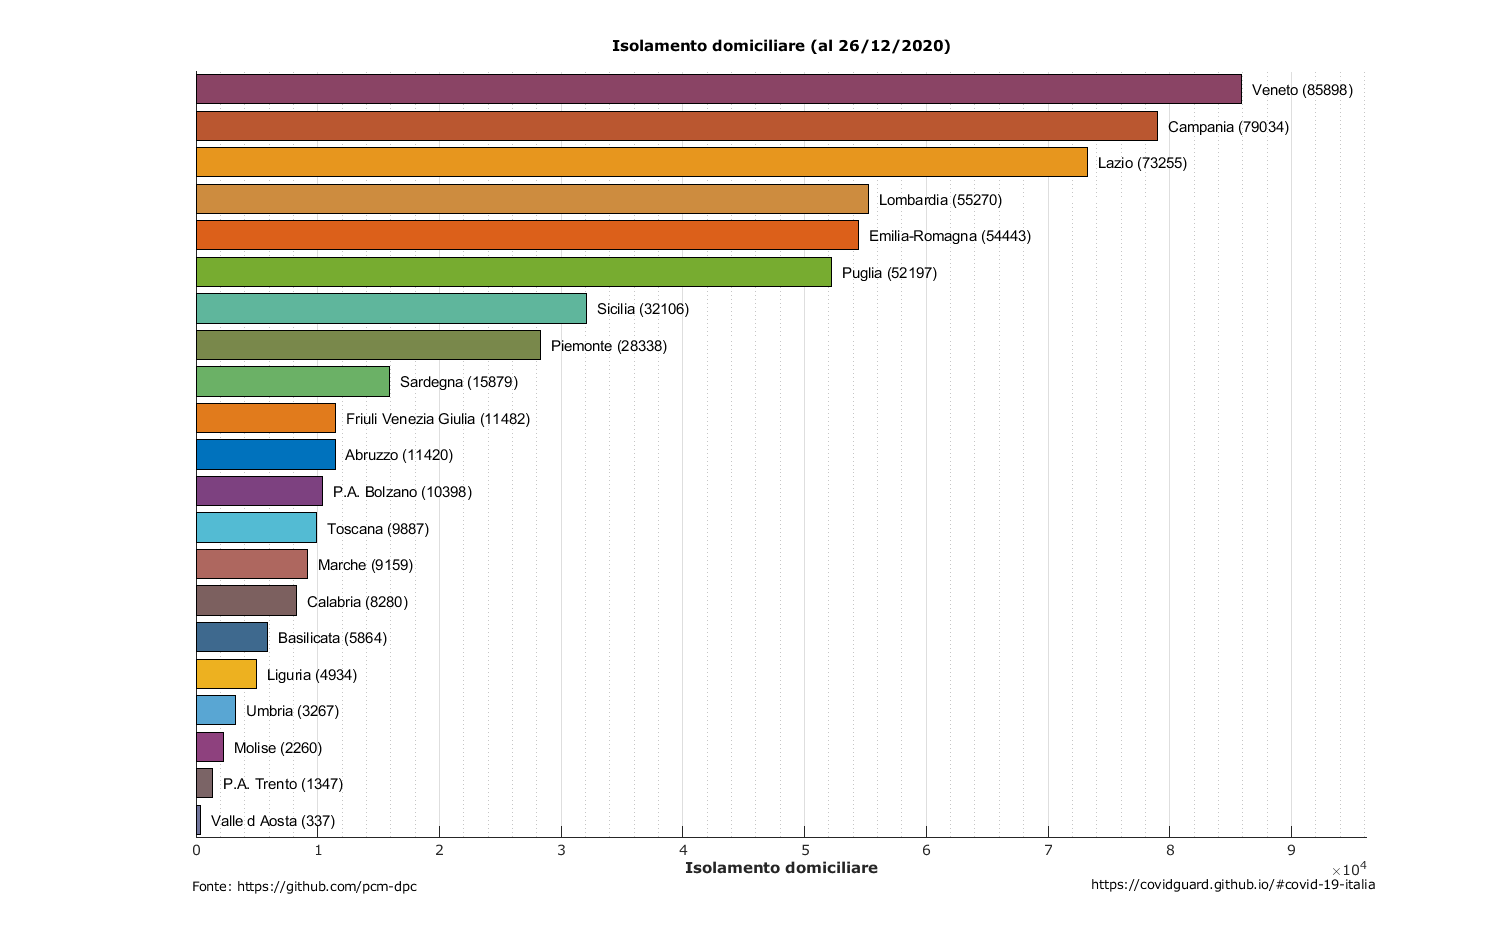 Isolamento domiciliare (al 26/12/2020)
Veneto (85898)
Campania (79034)
Lazio (73255)
Lombardia (55270)
Emilia-Romagna (54443)
Puglia (52197)
Sicilia (32106)
Piemonte (28338)
Sardegna (15879)
Friuli Venezia Giulia (11482)
Abruzzo (11420)
P.A. Bolzano (10398)
Toscana (9887)
Marche (9159)
Calabria (8280)
Basilicata (5864)
Liguria (4934)
Umbria (3267)
Molise (2260)
P.A. Trento (1347)
Valle d Aosta (337)
0 1 2 3 4 5 6 7 8 9
×10⁴
Isolamento domiciliare
Fonte: https://github.com/pcm-dpc
https://covidguard.github.io/#covid-19-italia